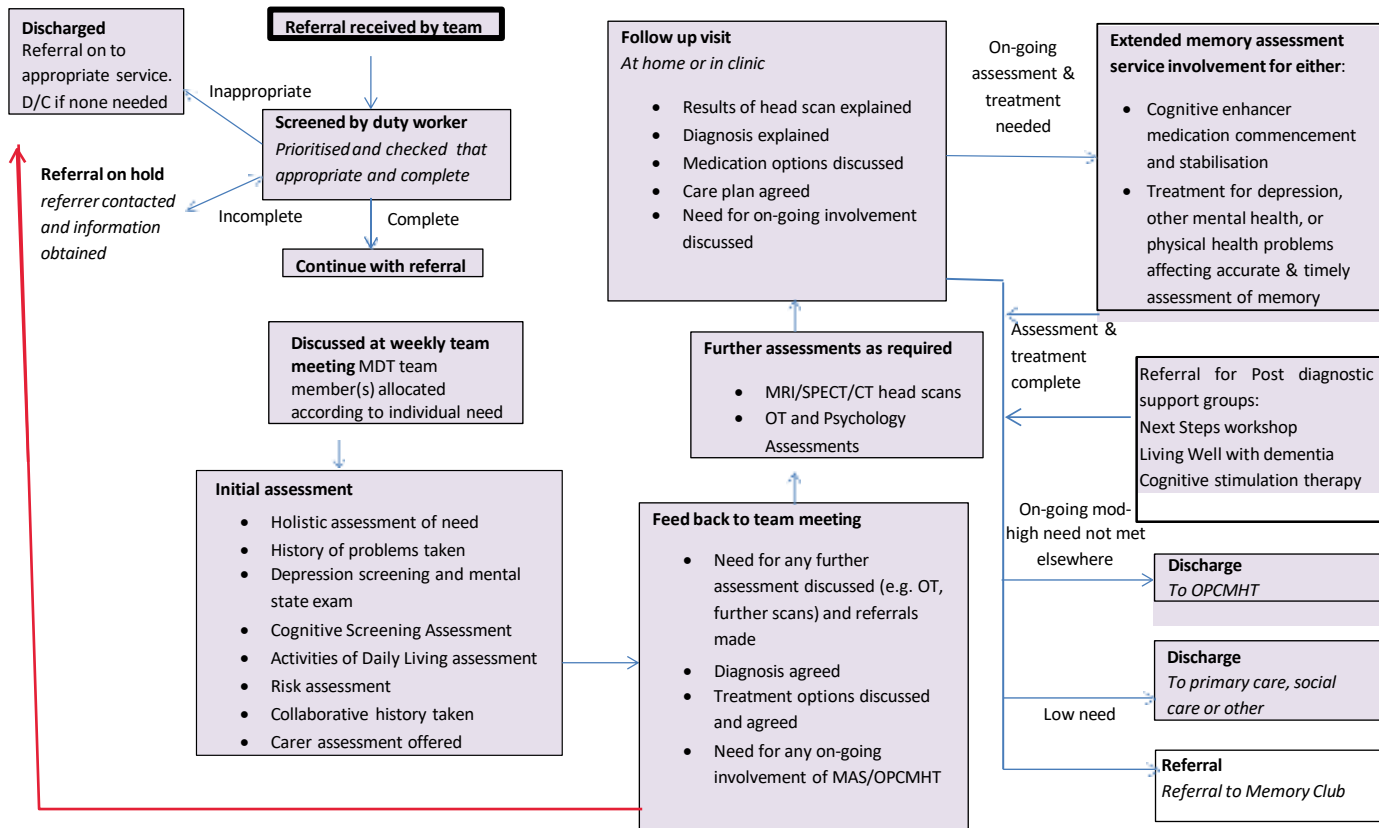 Discharged
Referral on to
appropriate service.
D/C if none needed
Referral received by team
Inappropriate
Screened by duty worker
Prioritised and checked that
appropriate and complete
Referral on hold
referrer contacted
and information
obtained
Incomplete
Complete
Continue with referral
Discussed at weekly team
meeting MDT team
member(s) allocated
according to individual need
Initial assessment
• Holistic assessment of need
• History of problems taken
• Depression screening and mental
state exam
• Cognitive Screening Assessment
• Activities of Daily Living assessment
• Risk assessment
• Collaborative history taken
• Carer assessment offered
Feed back to team meeting
• Need for any further
assessment discussed (e.g. OT,
further scans) and referrals
made
• Diagnosis agreed
• Treatment options discussed
and agreed
• Need for any on-going
involvement of MAS/OPCMHT
Further assessments as required
• MRI/SPECT/CT head scans
• OT and Psychology
Assessments
Follow up visit
At home or in clinic
• Results of head scan explained
• Diagnosis explained
• Medication options discussed
• Care plan agreed
• Need for on-going involvement
discussed
On-going
assessment &
treatment
needed
Extended memory assessment
service involvement for either:
• Cognitive enhancer
medication commencement
and stabilisation
• Treatment for depression,
other mental health, or
physical health problems
affecting accurate & timely
assessment of memory
Assessment &
treatment
complete
Referral for Post diagnostic
support groups:
Next Steps workshop
Living Well with dementia
Cognitive stimulation therapy
On-going mod-
high need not met
elsewhere
Discharge
To OPCMHT
Discharge
To primary care, social
care or other
Low need
Referral
Referral to Memory Club